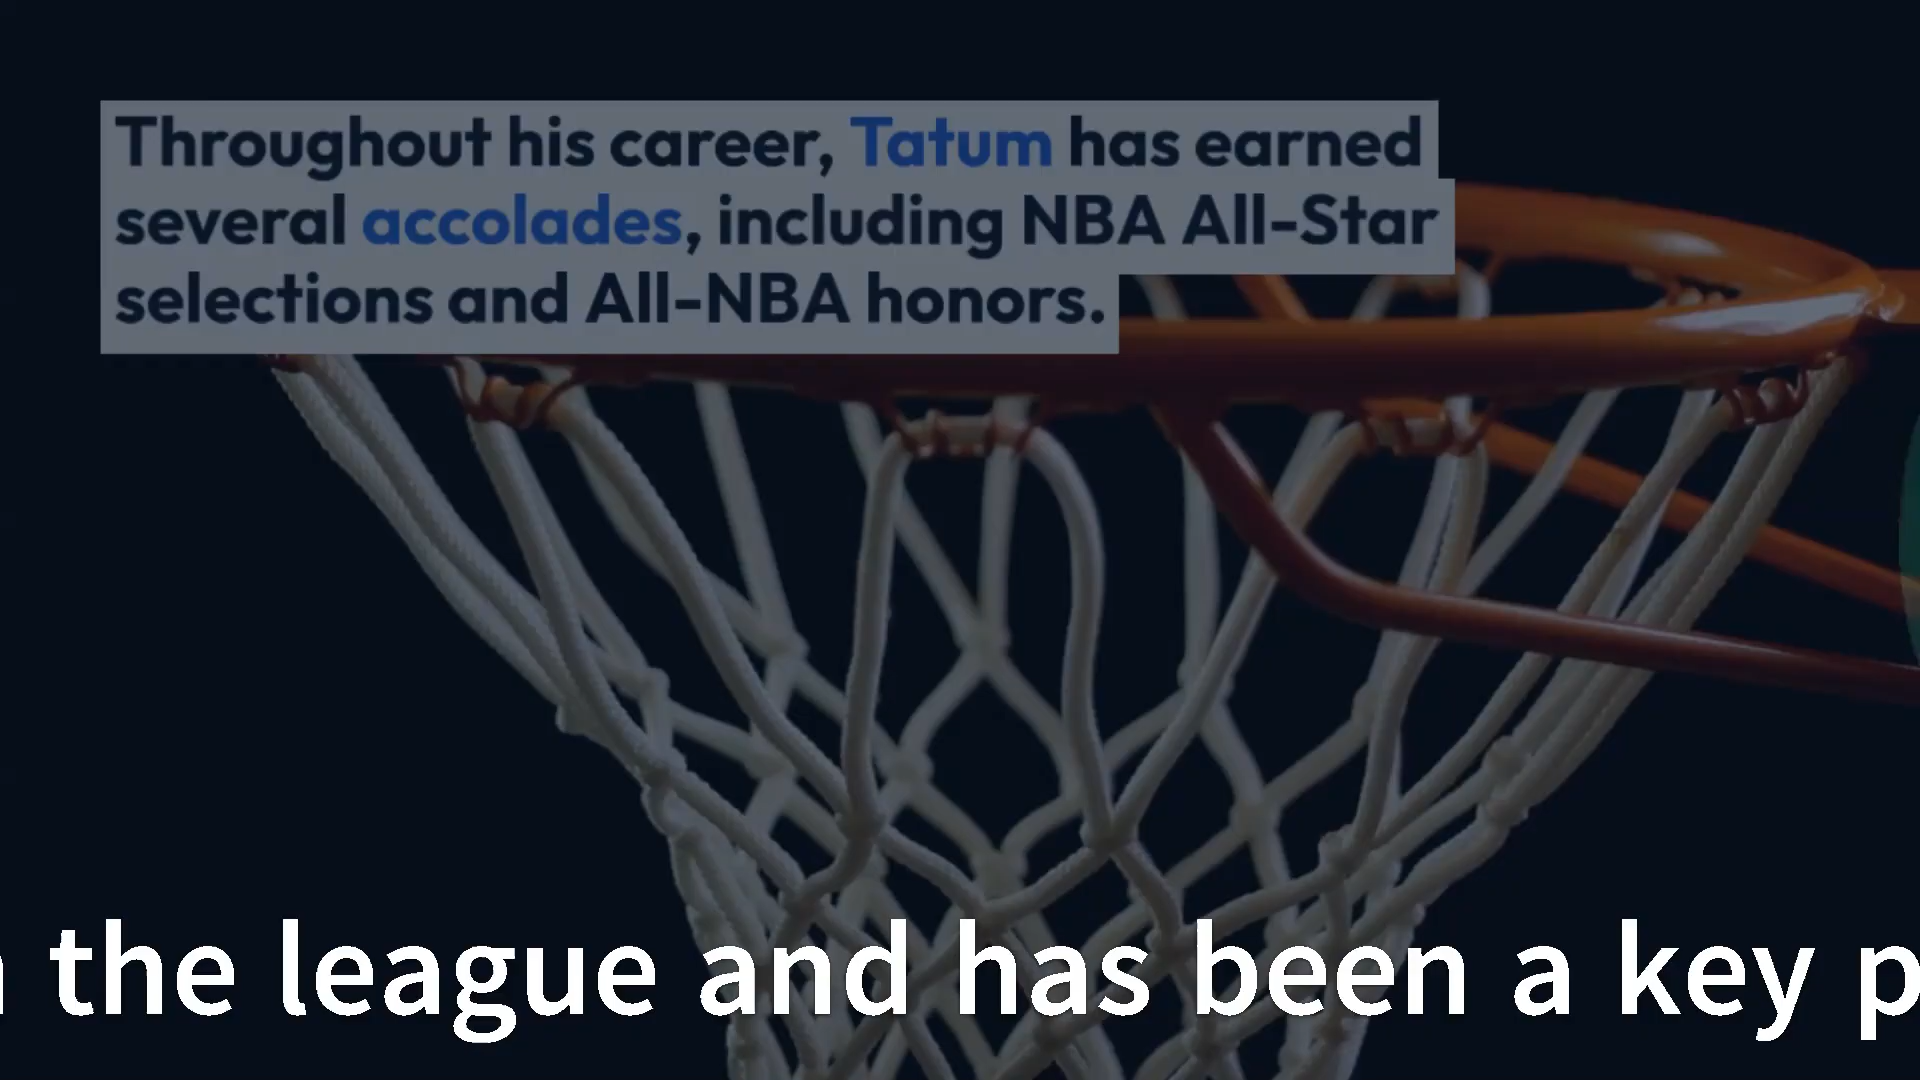 Throughout his career, Tatum has earned
several accolades, including NBA All-Star
selections and All-NBA honors.
the league and has been a key